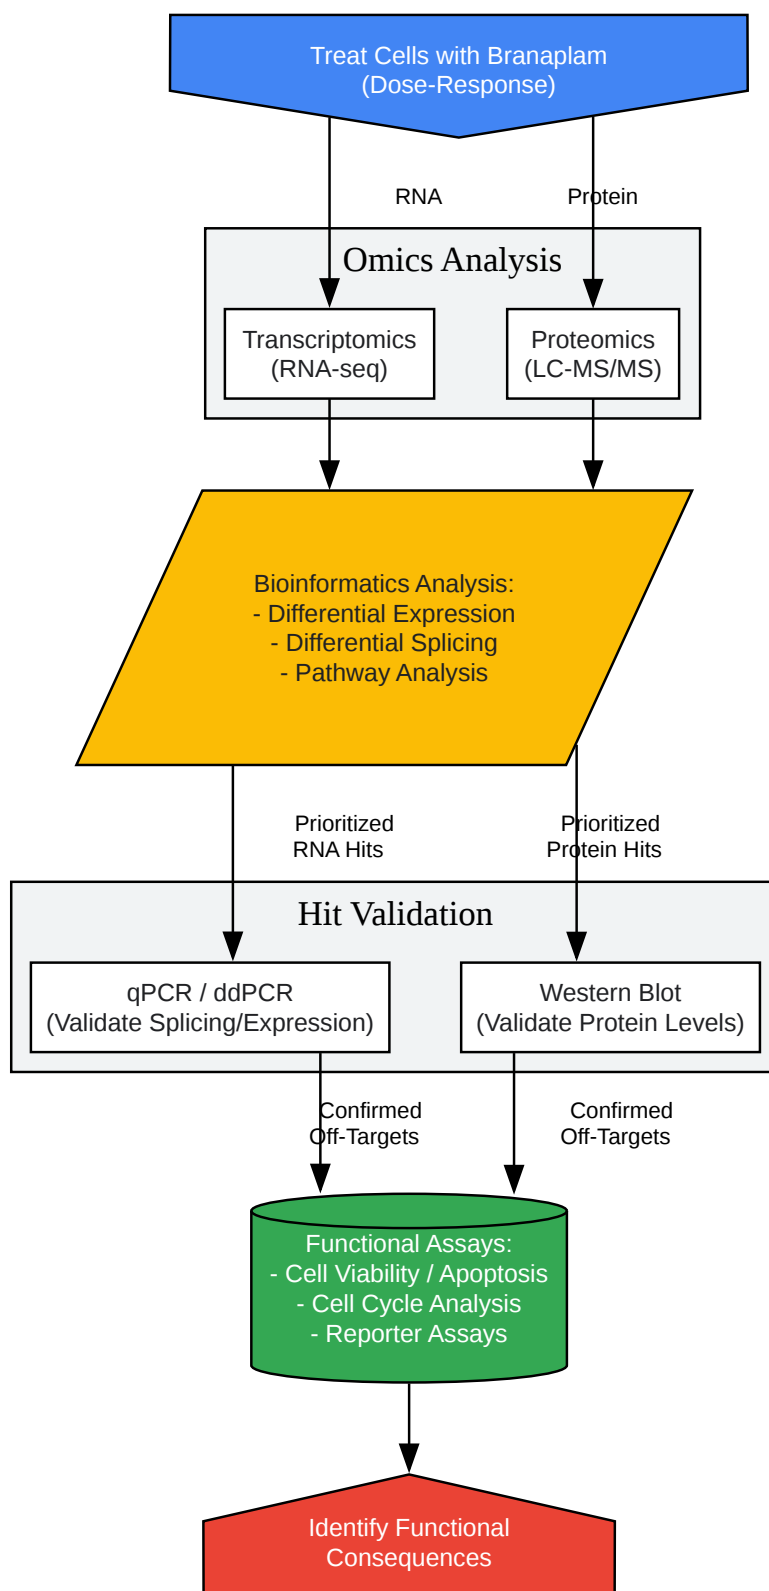 Treat Cells with Branaplam
(Dose-Response)
RNA
Protein
Omics Analysis
Transcriptomics
(RNA-seq)
Proteomics
(LC-MS/MS)
Bioinformatics Analysis:
- Differential Expression
- Differential Splicing
- Pathway Analysis
Prioritized
RNA Hits
Prioritized
Protein Hits
Hit Validation
qPCR / ddPCR
(Validate Splicing/Expression)
Western Blot
(Validate Protein Levels)
Confirmed
Off-Targets
Confirmed
Off-Targets
Functional Assays:
- Cell Viability / Apoptosis
- Cell Cycle Analysis
- Reporter Assays
Identify Functional
Consequences